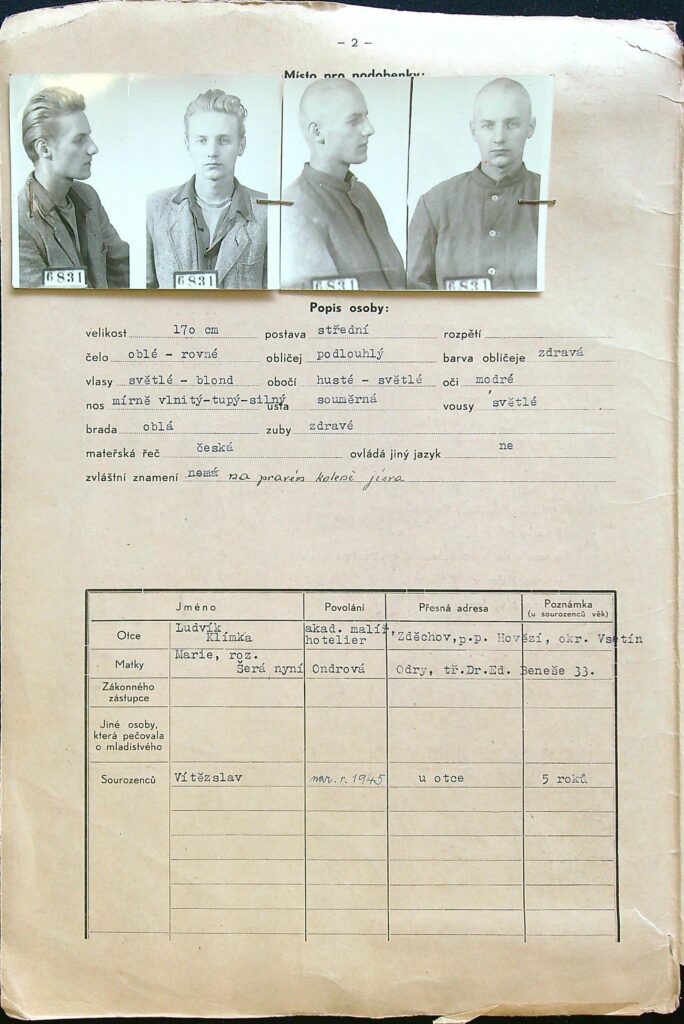 – 2 –
Místo pro podobenky:
6831 6831 6831 6831
Popis osoby:
velikost 170 cm postava střední rozpětí
čelo oblé - rovné obličej podlouhlý barva obličeje zdravá
vlasy světlé - blond obočí husté - světlé oči modré
nos mírně vlnitý-tupý-silný ústa souměrná vousy světlé
brada oblá zuby zdravé
mateřská řeč česká ovládá jiný jazyk ne
zvláštní znamení nemá na pravém koleni jizva
Jméno Povolání Přesná adresa Poznámka (u sourozenců věk)
Otce Ludvík Klímka akad. malíř, hotelier Zděchov,p.p. Hovězí, okr. Vsetín
Matky Marie, roz. Šerá nyní Ondrová Odry, tř.Dr.Ed. Beneše 33.
Zákonného zástupce
Jiné osoby, která pečovala o mladistvého
Sourozenců Vítězslav nar. r. 1945 u otce 5 roků